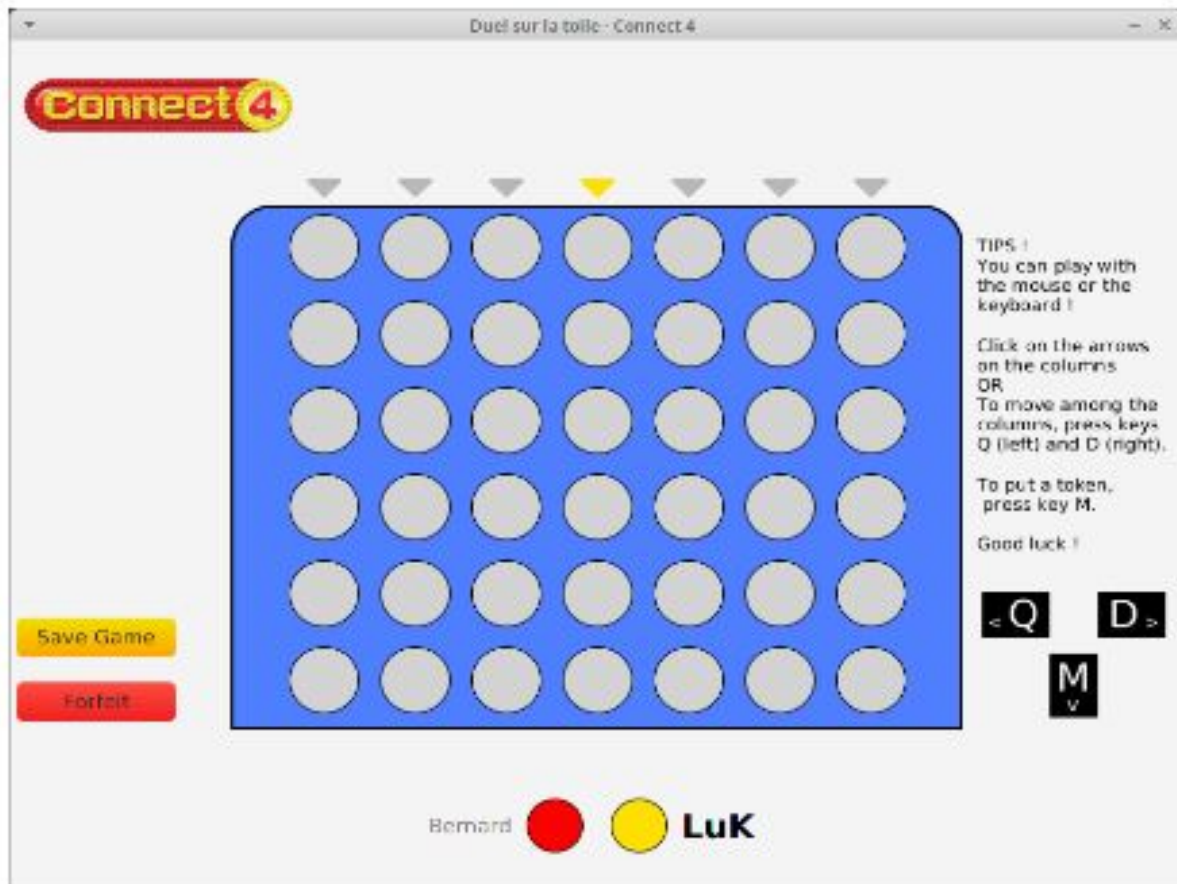 Duel sur la toile - Connect 4
Connect 4
TIPS !
You can play with
the mouse or the
keyboard !
Click on the arrows
on the columns
OR
To move among the
columns, press keys
Q (left) and D (right).
To put a token,
press key M.
Good luck !
< Q D >
M
v
Save Game
Forfeit
Bernard LuK